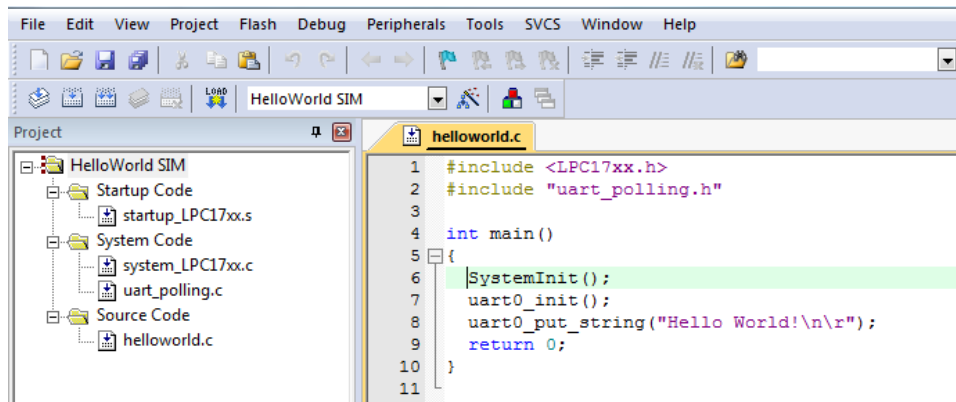 File Edit View Project Flash Debug Peripherals Tools SVCS Window Help
LOAD HelloWorld SIM
Project
helloworld.c
HelloWorld SIM
Startup Code
startup_LPC17xx.s
System Code
system_LPC17xx.c
uart_polling.c
Source Code
helloworld.c
1 #include <LPC17xx.h>
2 #include "uart_polling.h"
3
4 int main()
5 {
6 SystemInit();
7 uart0_init();
8 uart0_put_string("Hello World!\n\r");
9 return 0;
10 }
11